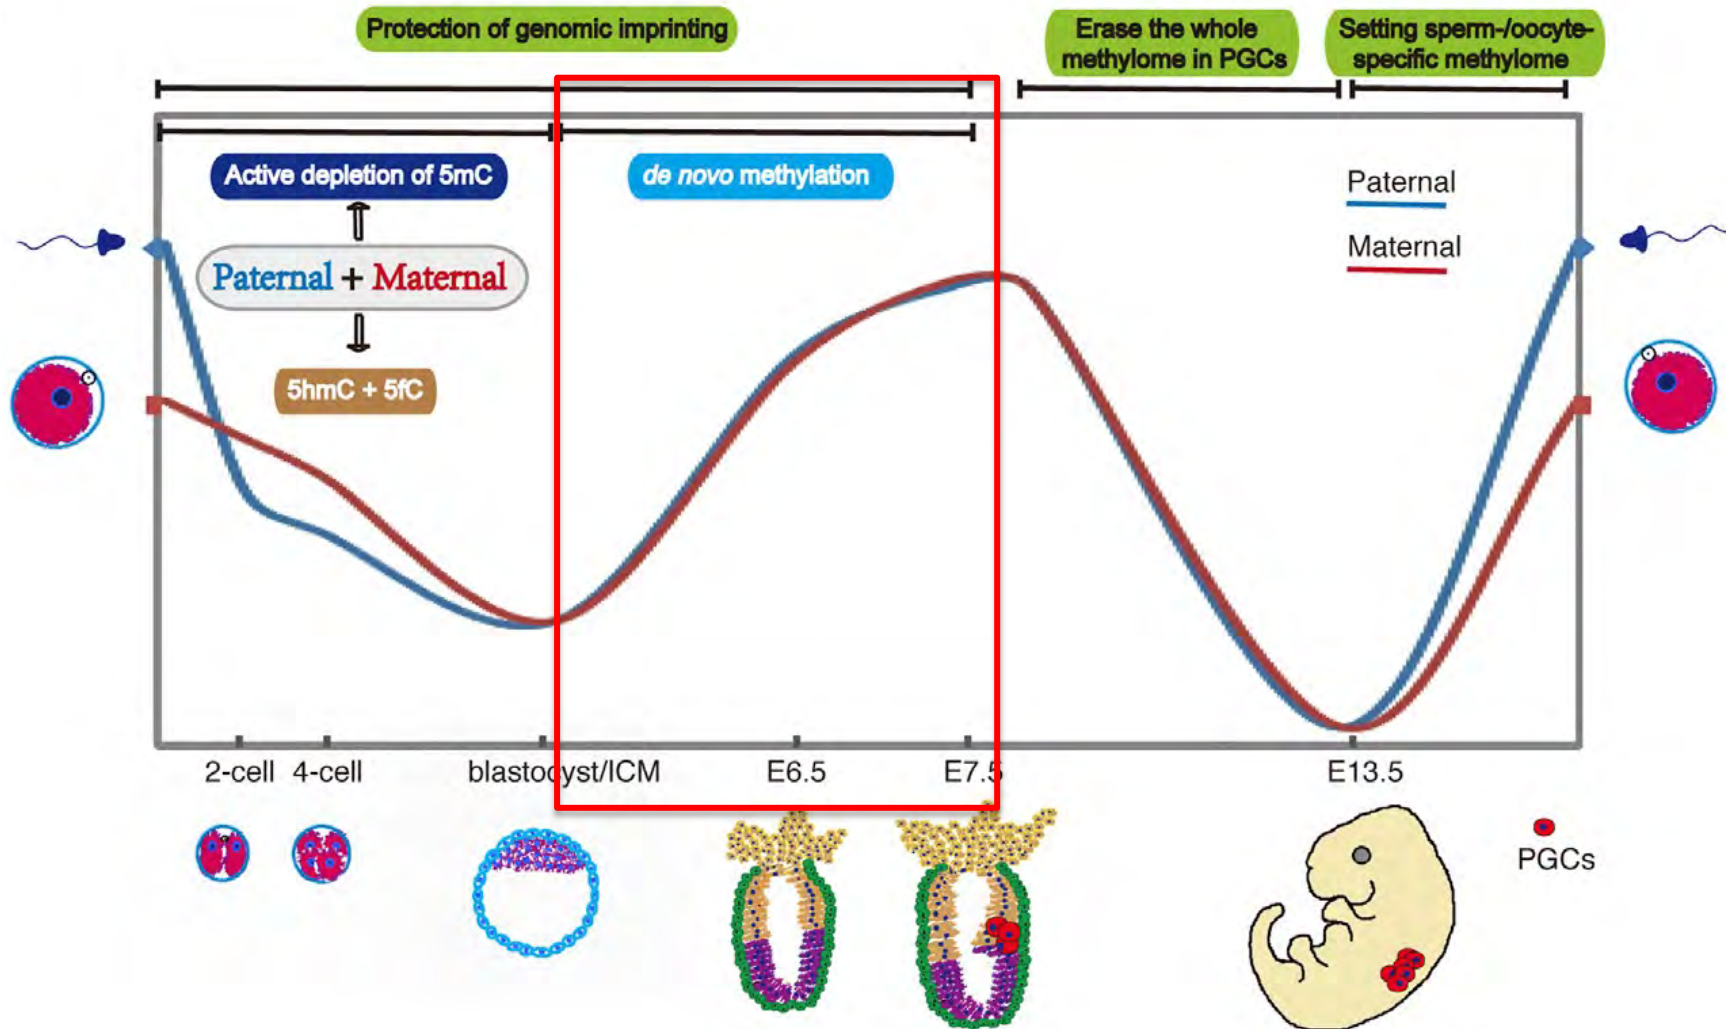 Protection of genomic imprinting
Erase the whole
methylome in PGCs
Setting sperm-/oocyte-
specific methylome
Active depletion of 5mC
de novo methylation
Paternal
Paternal + Maternal
Maternal
5hmC + 5fC
2-cell 4-cell blastocyst/ICM E6.5 E7.5 E13.5
PGCs